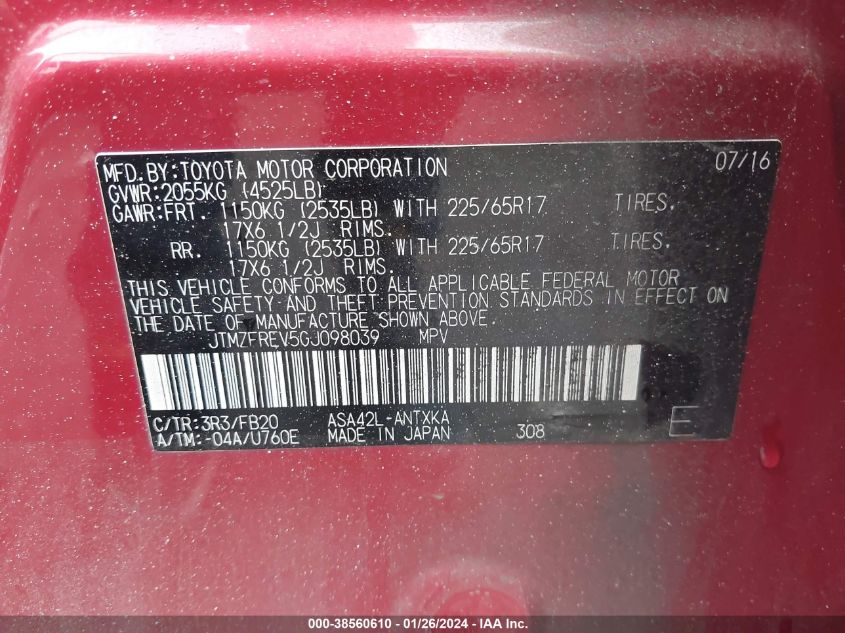 MFD.BY:TOYOTA MOTOR CORPORATION 07/16
GVWR:2055KG (4525LB)
GAWR:FRT. 1150KG (2535LB) WITH 225/65R17 TIRES.
17X6 1/2J RIMS.
RR. 1150KG (2535LB) WITH 225/65R17 TIRES.
17X6 1/2J RIMS.
THIS VEHICLE CONFORMS TO ALL APPLICABLE FEDERAL MOTOR
VEHICLE SAFETY AND THEFT PREVENTION STANDARDS IN EFFECT ON
THE DATE OF MANUFACTURE SHOWN ABOVE.
JTMZFREV5GJ098039 MPV
C/TR:3R3/FB20 ASA42L-ANTXKA
A/TM:-04A/U760E MADE IN JAPAN 308 E
000-38560610 - 01/26/2024 - IAA Inc.